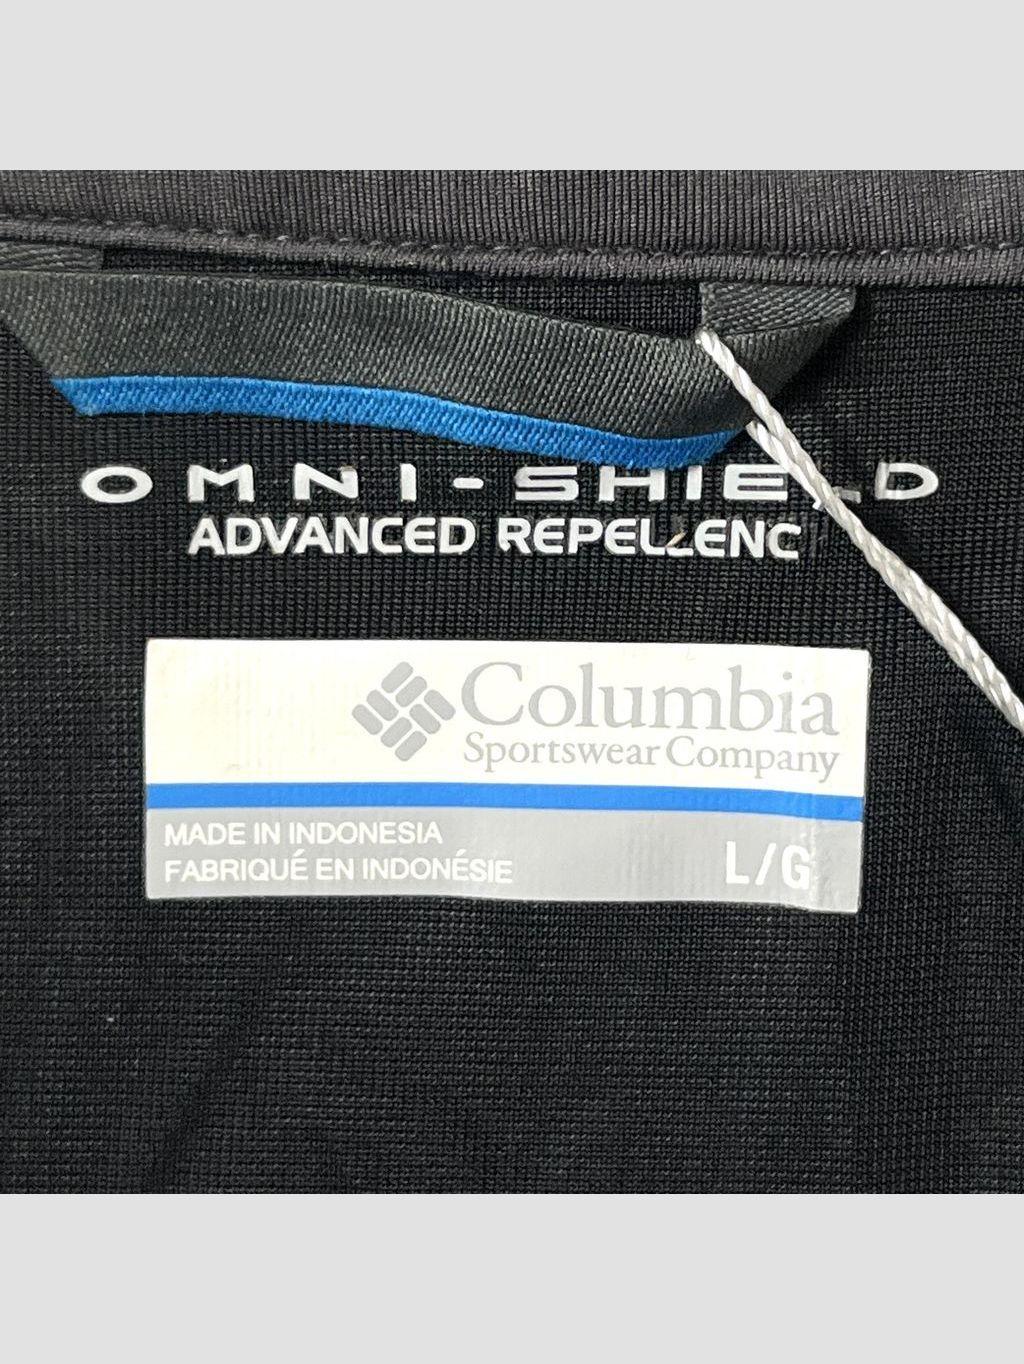 OMNI-SHIELD
ADVANCED REPELLENC
Columbia
Sportswear Company
MADE IN INDONESIA
FABRIQUÉ EN INDONÉSIE
L/G